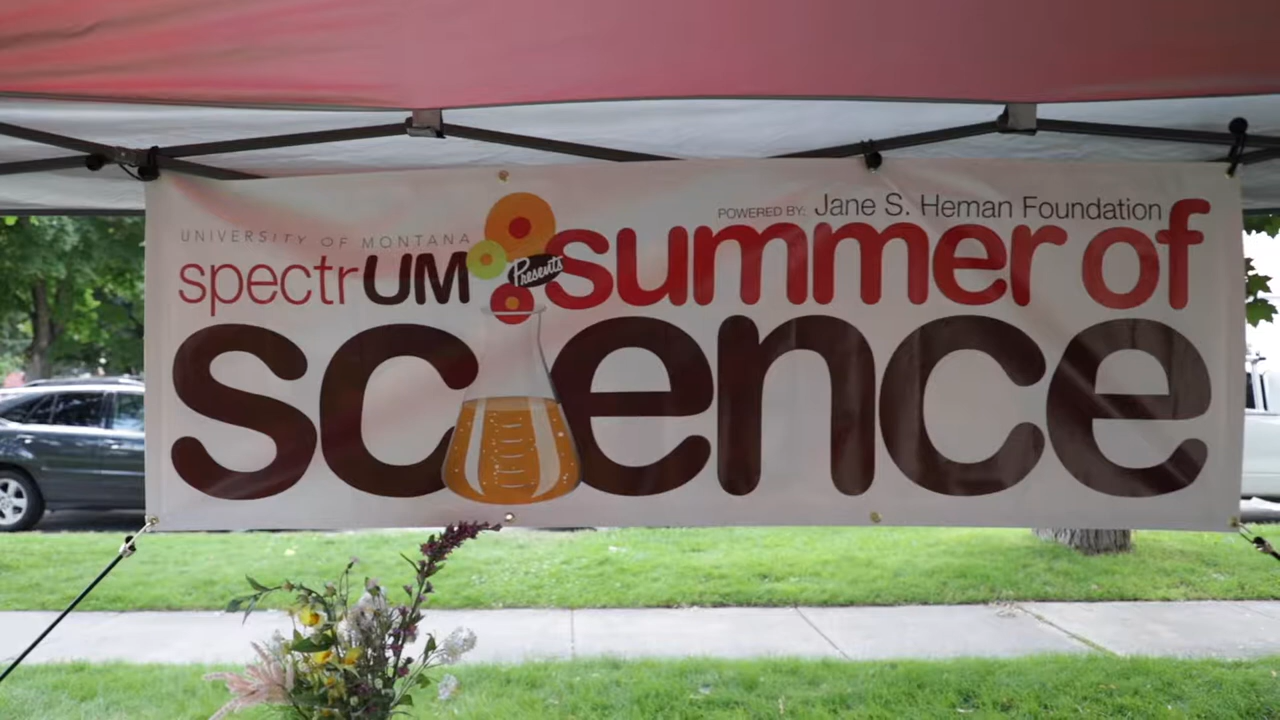 UNIVERSITY OF MONTANA
spectrUM
Presents
POWERED BY: Jane S. Heman Foundation
summer of
science